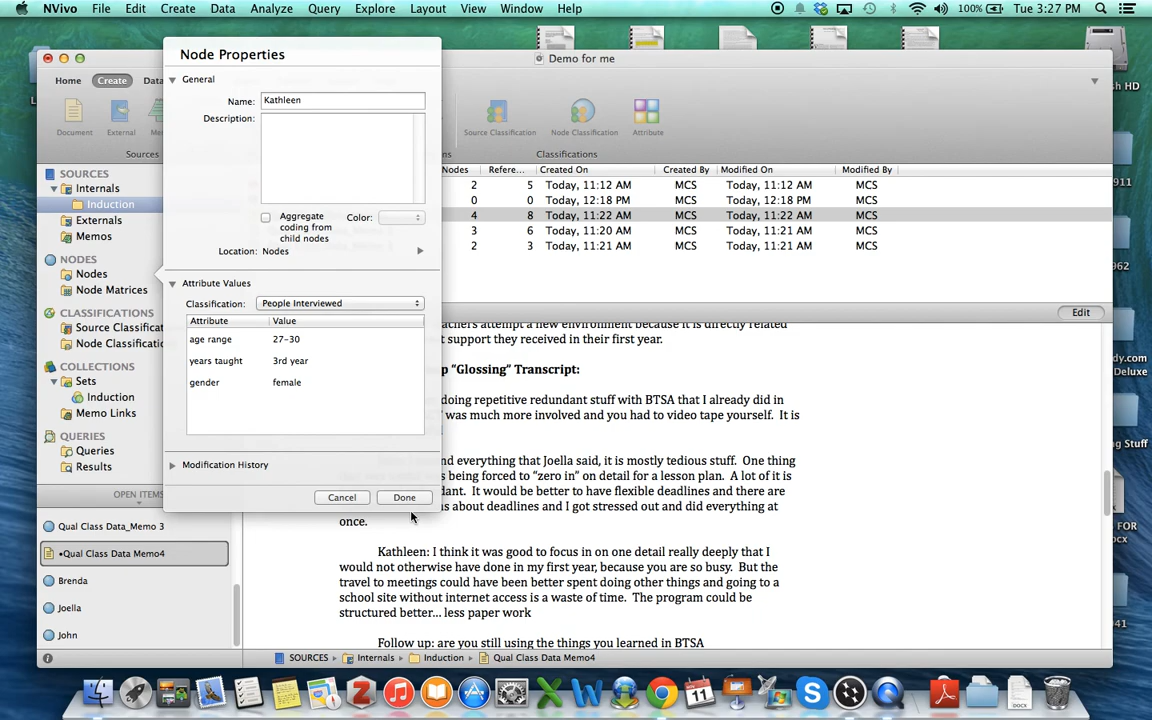 NVivo File Edit Create Data Analyze Query Explore Layout View Window Help 100% Tue 3:27 PM
Demo for me
Node Properties
Home Create
General
Name: Kathleen
Description:
Document External
Source Classification Node Classification Attribute
Sources
Classifications
SOURCES
Internals
Induction
Externals
Memos
NODES
Nodes
Node Matrices
CLASSIFICATIONS
Source Classifica
Node Classificatio
COLLECTIONS
Sets
Induction
Memo Links
QUERIES
Queries
Results
OPEN ITEMS
Qual Class Data_Memo 3
•Qual Class Data Memo4
Brenda
Joella
John
Aggregate
coding from
child nodes
Color:
Location: Nodes
Attribute Values
Classification: People Interviewed
Attribute Value
age range 27-30
years taught 3rd year
gender female
Modification History
Cancel Done
Nodes Refere... Created On Created By Modified On Modified By
2 5 Today, 11:12 AM MCS Today, 11:12 AM MCS
0 0 Today, 12:18 PM MCS Today, 12:18 PM MCS
4 8 Today, 11:22 AM MCS Today, 11:22 AM MCS
3 6 Today, 11:20 AM MCS Today, 11:21 AM MCS
2 3 Today, 11:21 AM MCS Today, 11:21 AM MCS
Edit
achers attempt a new environment because it is directly related
t support they received in their first year.
p “Glossing” Transcript:
doing repetitive redundant stuff with BTSA that I already did in
was much more involved and you had to video tape yourself. It is
nd everything that Joella said, it is mostly tedious stuff. One thing
being forced to “zero in” on detail for a lesson plan. A lot of it is
dant. It would be better to have flexible deadlines and there are
s about deadlines and I got stressed out and did everything at
once.
Kathleen: I think it was good to focus in on one detail really deeply that I
would not otherwise have done in my first year, because you are so busy. But the
travel to meetings could have been better spent doing other things and going to a
school site without internet access is a waste of time. The program could be
structured better... less paper work
Follow up: are you still using the things you learned in BTSA
SOURCES Internals Induction Qual Class Data Memo4
sh HD
911
962
dy.com
Deluxe
ng Stuff
FOR
ocx
941
NOV
11